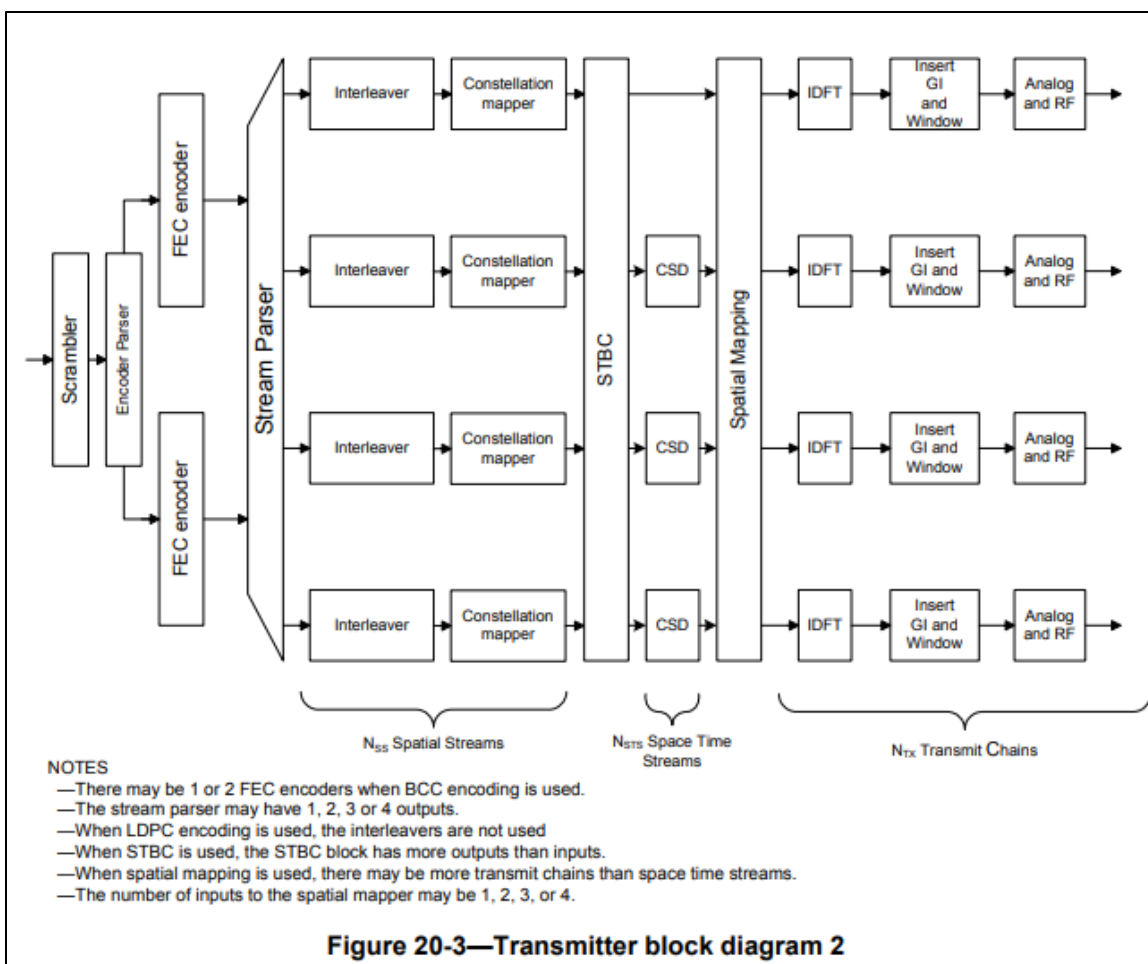 Scrambler
Encoder Parser
FEC encoder
FEC encoder
Stream Parser
Interleaver
Constellation
mapper
Interleaver
Constellation
mapper
Interleaver
Constellation
mapper
Interleaver
Constellation
mapper
STBC
CSD
CSD
CSD
Spatial Mapping
IDFT
Insert
GI
and
Window
Analog
and RF
IDFT
Insert
GI and
Window
Analog
and RF
IDFT
Insert
GI and
Window
Analog
and RF
IDFT
Insert
GI and
Window
Analog
and RF
NSS Spatial Streams
NSTS Space Time
Streams
NTX Transmit Chains
NOTES
—There may be 1 or 2 FEC encoders when BCC encoding is used.
—The stream parser may have 1, 2, 3 or 4 outputs.
—When LDPC encoding is used, the interleavers are not used
—When STBC is used, the STBC block has more outputs than inputs.
—When spatial mapping is used, there may be more transmit chains than space time streams.
—The number of inputs to the spatial mapper may be 1, 2, 3, or 4.
Figure 20-3—Transmitter block diagram 2